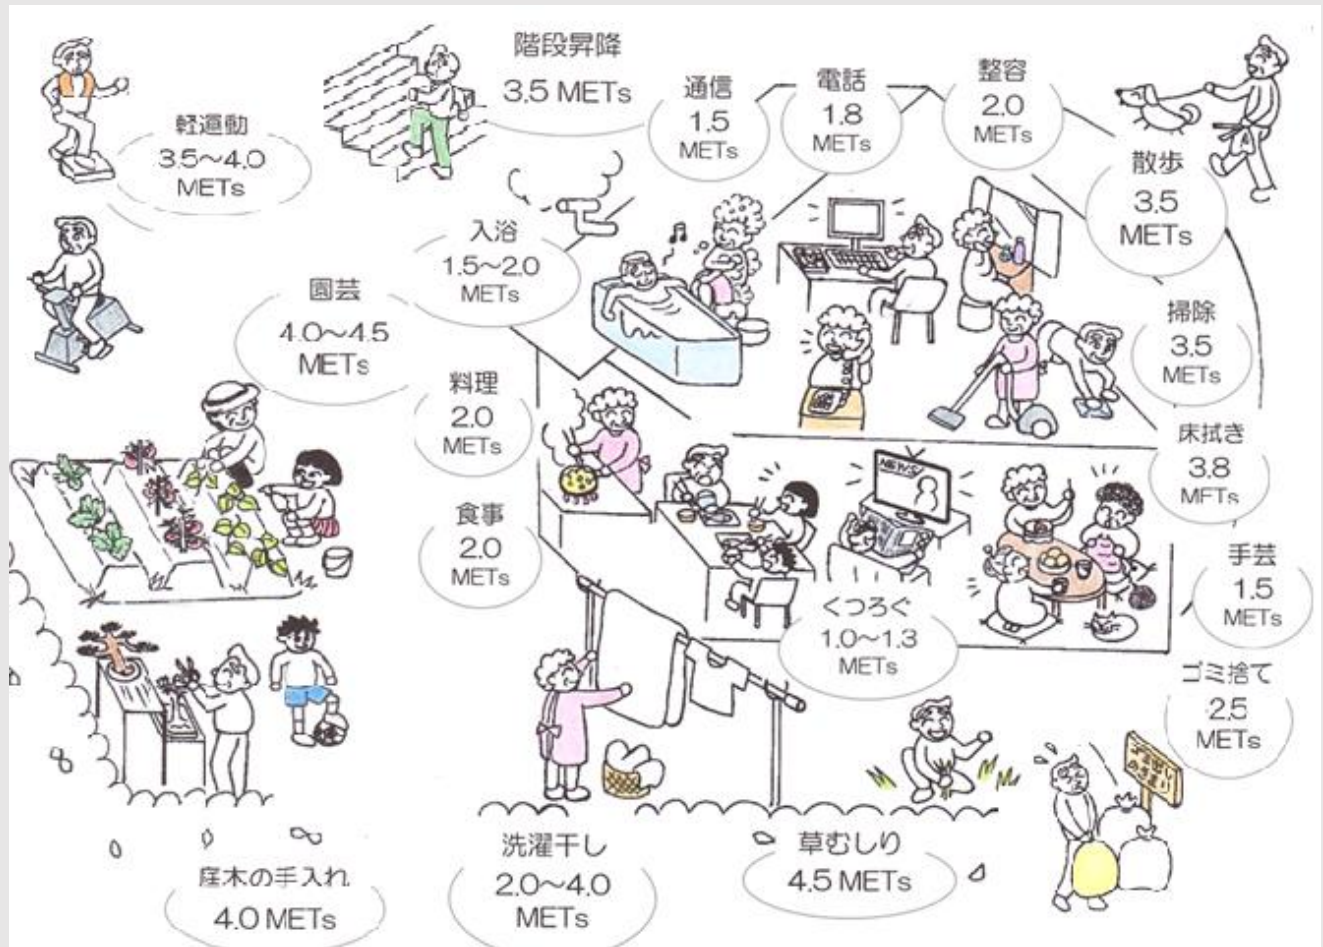 階段昇降
3.5 METs
通信
1.5
METs
電話
1.8
METs
整容
2.0
METs
軽運動
3.5～4.0
METs
散歩
3.5
METs
入浴
1.5～2.0
METs
園芸
4.0～4.5
METs
掃除
3.5
METs
料理
2.0
METs
床拭き
3.8
METs
NEWS
食事
2.0
METs
手芸
1.5
METs
くつろぐ
1.0～1.3
METs
ゴミ捨て
2.5
METs
洗濯干し
2.0～4.0
METs
草むしり
4.5 METs
庭木の手入れ
4.0 METs